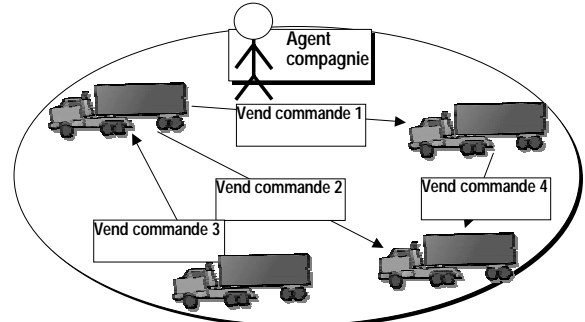 Agent
compagnie
Vend commande 1
Vend commande 2
Vend commande 4
Vend commande 3